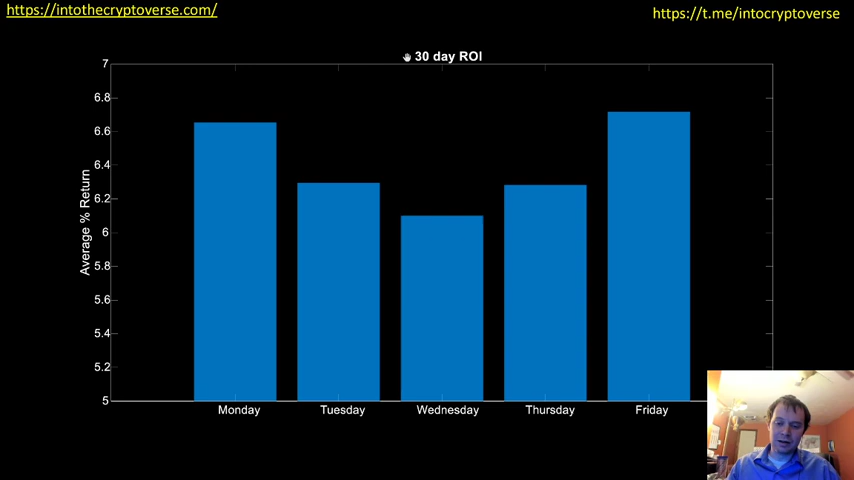 https://intothecryptoverse.com/
https://t.me/intocryptoverse
30 day ROI
7
6.8
6.6
6.4
6.2
6
5.8
5.6
5.4
5.2
5
Average % Return
Monday Tuesday Wednesday Thursday Friday